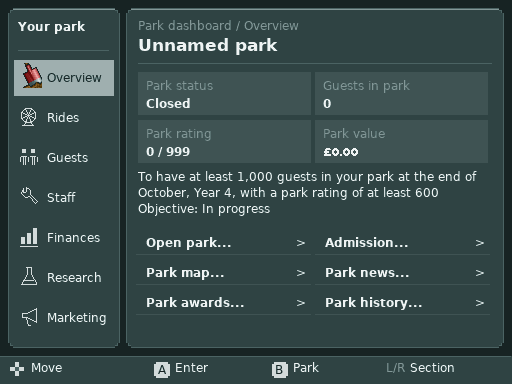 Your park
Overview
Rides
Guests
Staff
Finances
Research
Marketing
Park dashboard / Overview
Unnamed park
Park status
Closed
Guests in park
0
Park rating
0 / 999
Park value
£0.00
To have at least 1,000 guests in your park at the end of
October, Year 4, with a park rating of at least 600
Objective: In progress
Open park... >
Admission... >
Park map... >
Park news... >
Park awards... >
Park history... >
Move
A Enter
B Park
L/R Section